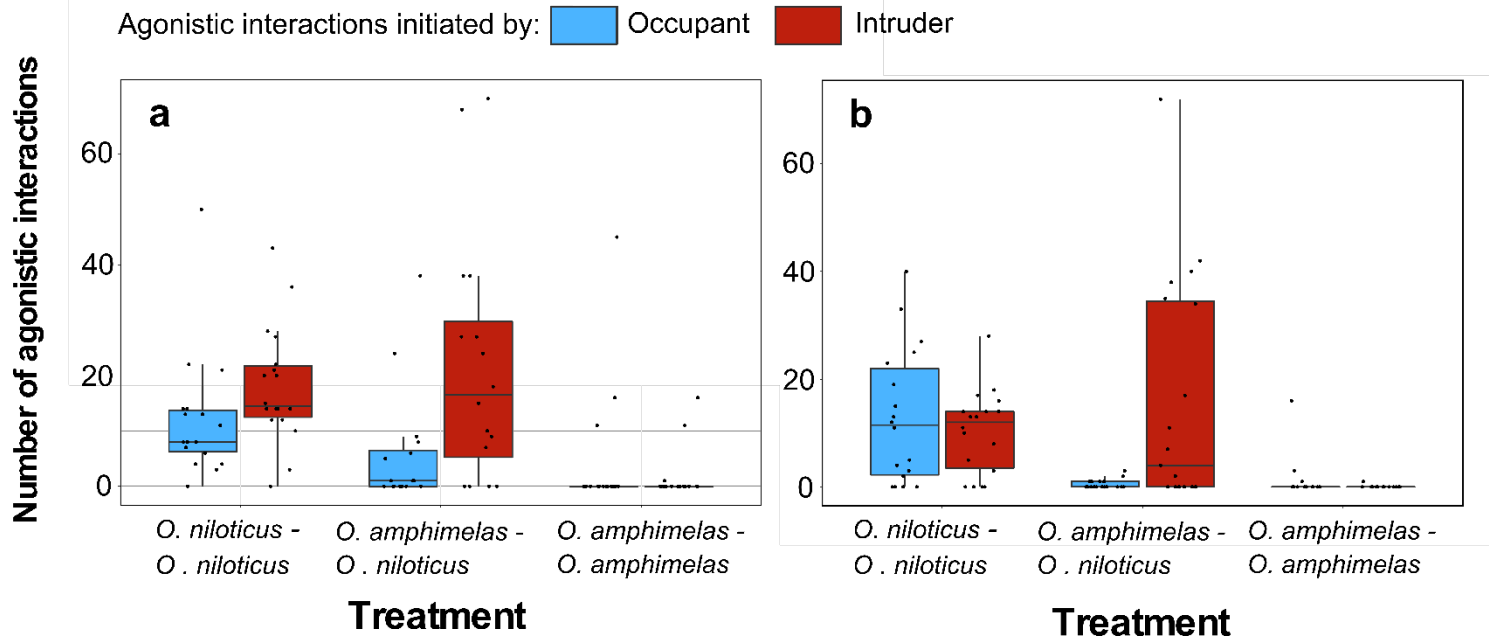 Agonistic interactions initiated by: Occupant Intruder
Number of agonistic interactions
a
60
40
20
0
O. niloticus - O. amphimelas - O. amphimelas -
O . niloticus O . niloticus O. amphimelas
Treatment
b
60
40
20
0
O. niloticus - O. amphimelas - O. amphimelas -
O . niloticus O . niloticus O. amphimelas
Treatment